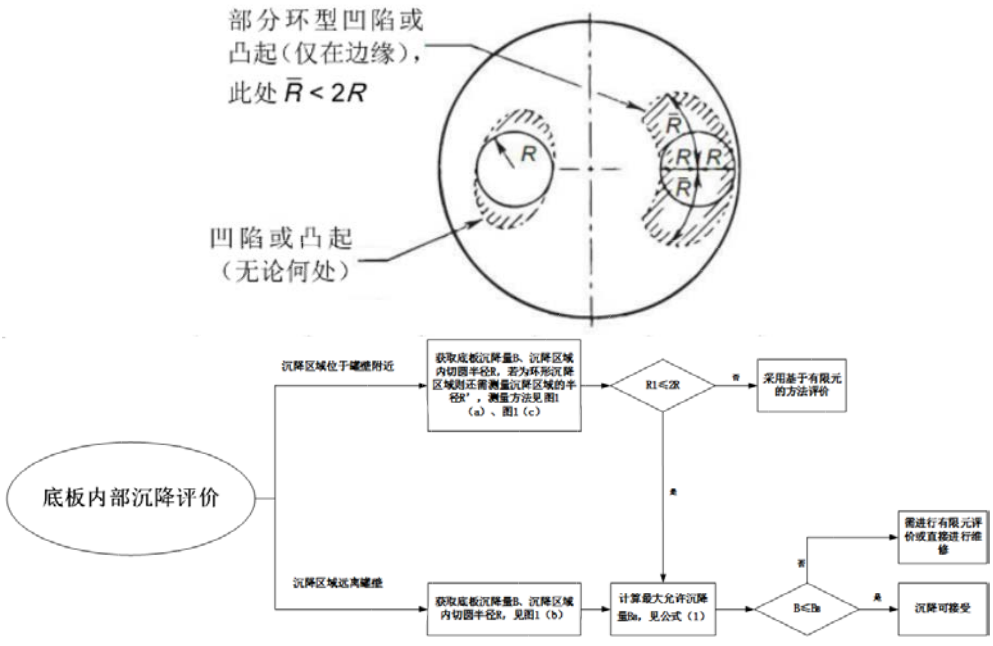 部分环型凹陷或
凸起(仅在边缘),
此处 R̄ < 2R
R
R̄
R
R
R̄
凹陷或凸起
(无论何处)
沉降区域位于罐壁附近
获取底板沉降量B、沉降区域
内切圆半径R,若为环形沉降
区域则还需测量沉降区域的半
径R’,测量方法见图1
(a)、图1(c)
R1≤2R
否
采用基于有限元
的方法评价
底板内部沉降评价
是
需进行有限元评
价或直接进行维
修
否
沉降区域远离罐壁
获取底板沉降量B、沉降区域
内切圆半径R,见图1(b)
计算最大允许沉降
量Bm,见公式(1)
B≤Bm
是
沉降可接受